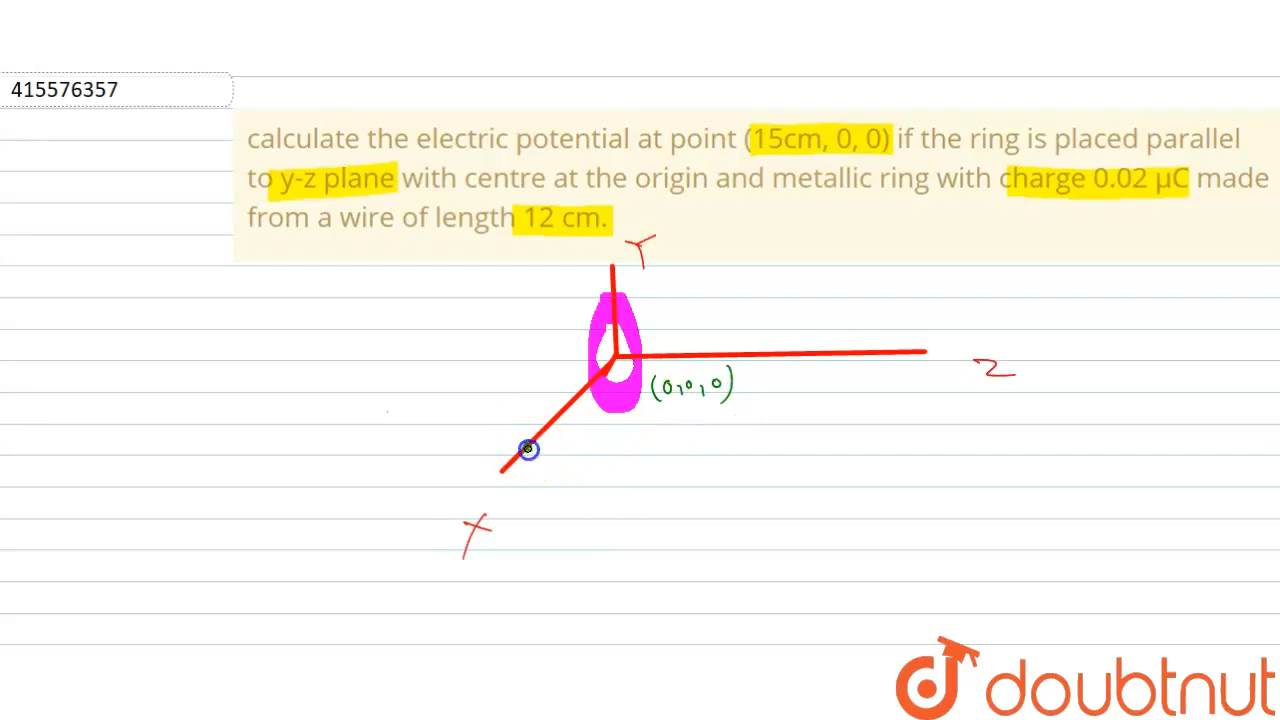 415576357
calculate the electric potential at point (15cm, 0, 0) if the ring is placed parallel
to y-z plane with centre at the origin and metallic ring with charge 0.02 μC made
from a wire of length 12 cm.
Y
Z
(0,0,0)
X
doubtnut